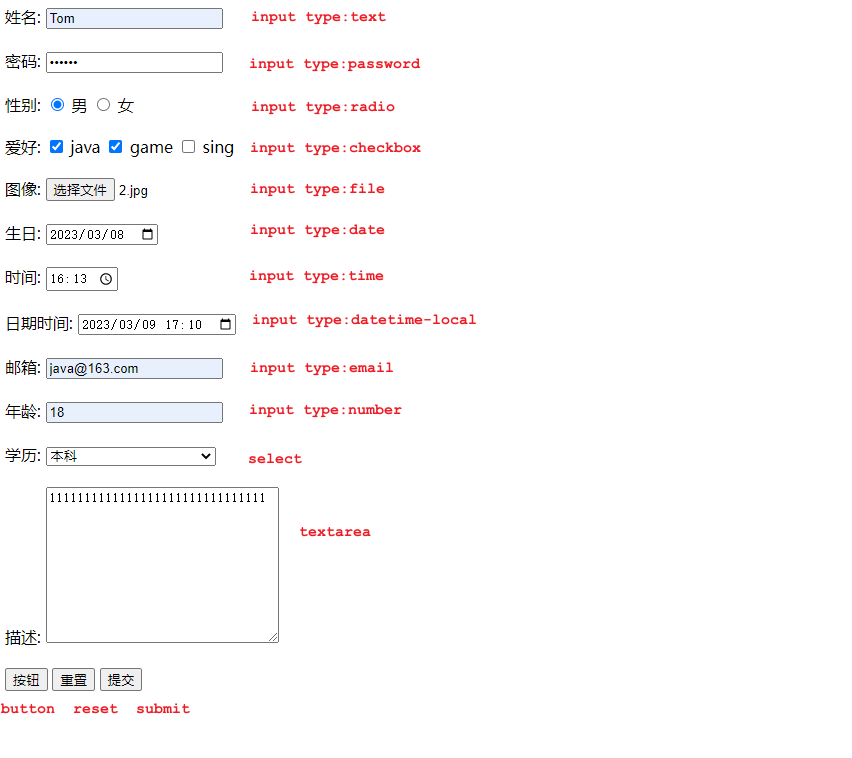 姓名: Tom input type:text
密码: •••••• input type:password
性别: 男 女 input type:radio
爱好: java game sing input type:checkbox
图像: 选择文件 2.jpg input type:file
生日: 2023/03/08 input type:date
时间: 16:13 input type:time
日期时间: 2023/03/09 17:10 input type:datetime-local
邮箱: java@163.com input type:email
年龄: 18 input type:number
学历: 本科 select
1111111111111111111111111111111
textarea
描述:
按钮 重置 提交
button reset submit